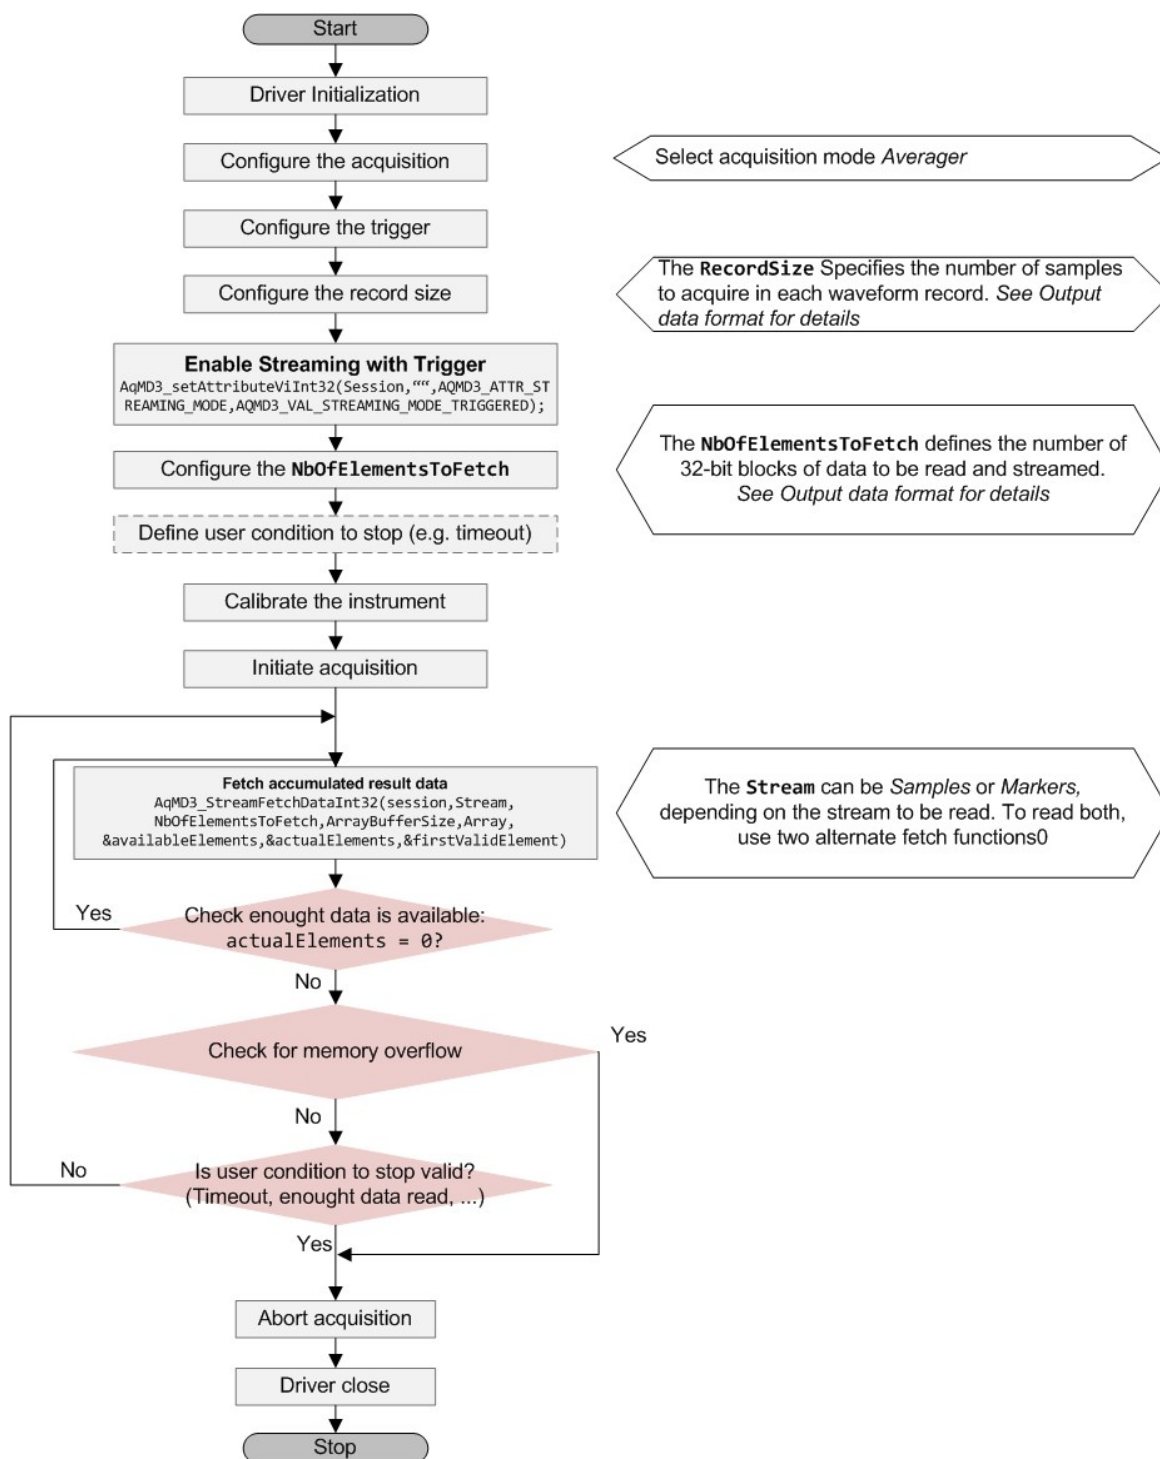 Start
Driver Initialization
Configure the acquisition
Select acquisition mode Averager
Configure the trigger
Configure the record size
The RecordSize Specifies the number of samples
to acquire in each waveform record. See Output
data format for details
Enable Streaming with Trigger
AqMD3_setAttributeViInt32(Session,““,AQMD3_ATTR_ST
REAMING_MODE,AQMD3_VAL_STREAMING_MODE_TRIGGERED);
Configure the NbOfElementsToFetch
The NbOfElementsToFetch defines the number of
32-bit blocks of data to be read and streamed.
See Output data format for details
Define user condition to stop (e.g. timeout)
Calibrate the instrument
Initiate acquisition
Fetch accumulated result data
AqMD3_StreamFetchDataInt32(session,Stream,
NbOfElementsToFetch,ArrayBufferSize,Array,
&availableElements,&actualElements,&firstValidElement)
The Stream can be Samples or Markers,
depending on the stream to be read. To read both,
use two alternate fetch functions0
Yes
Check enought data is available:
actualElements = 0?
No
Check for memory overflow
Yes
No
No
Is user condition to stop valid?
(Timeout, enought data read, ...)
Yes
Abort acquisition
Driver close
Stop